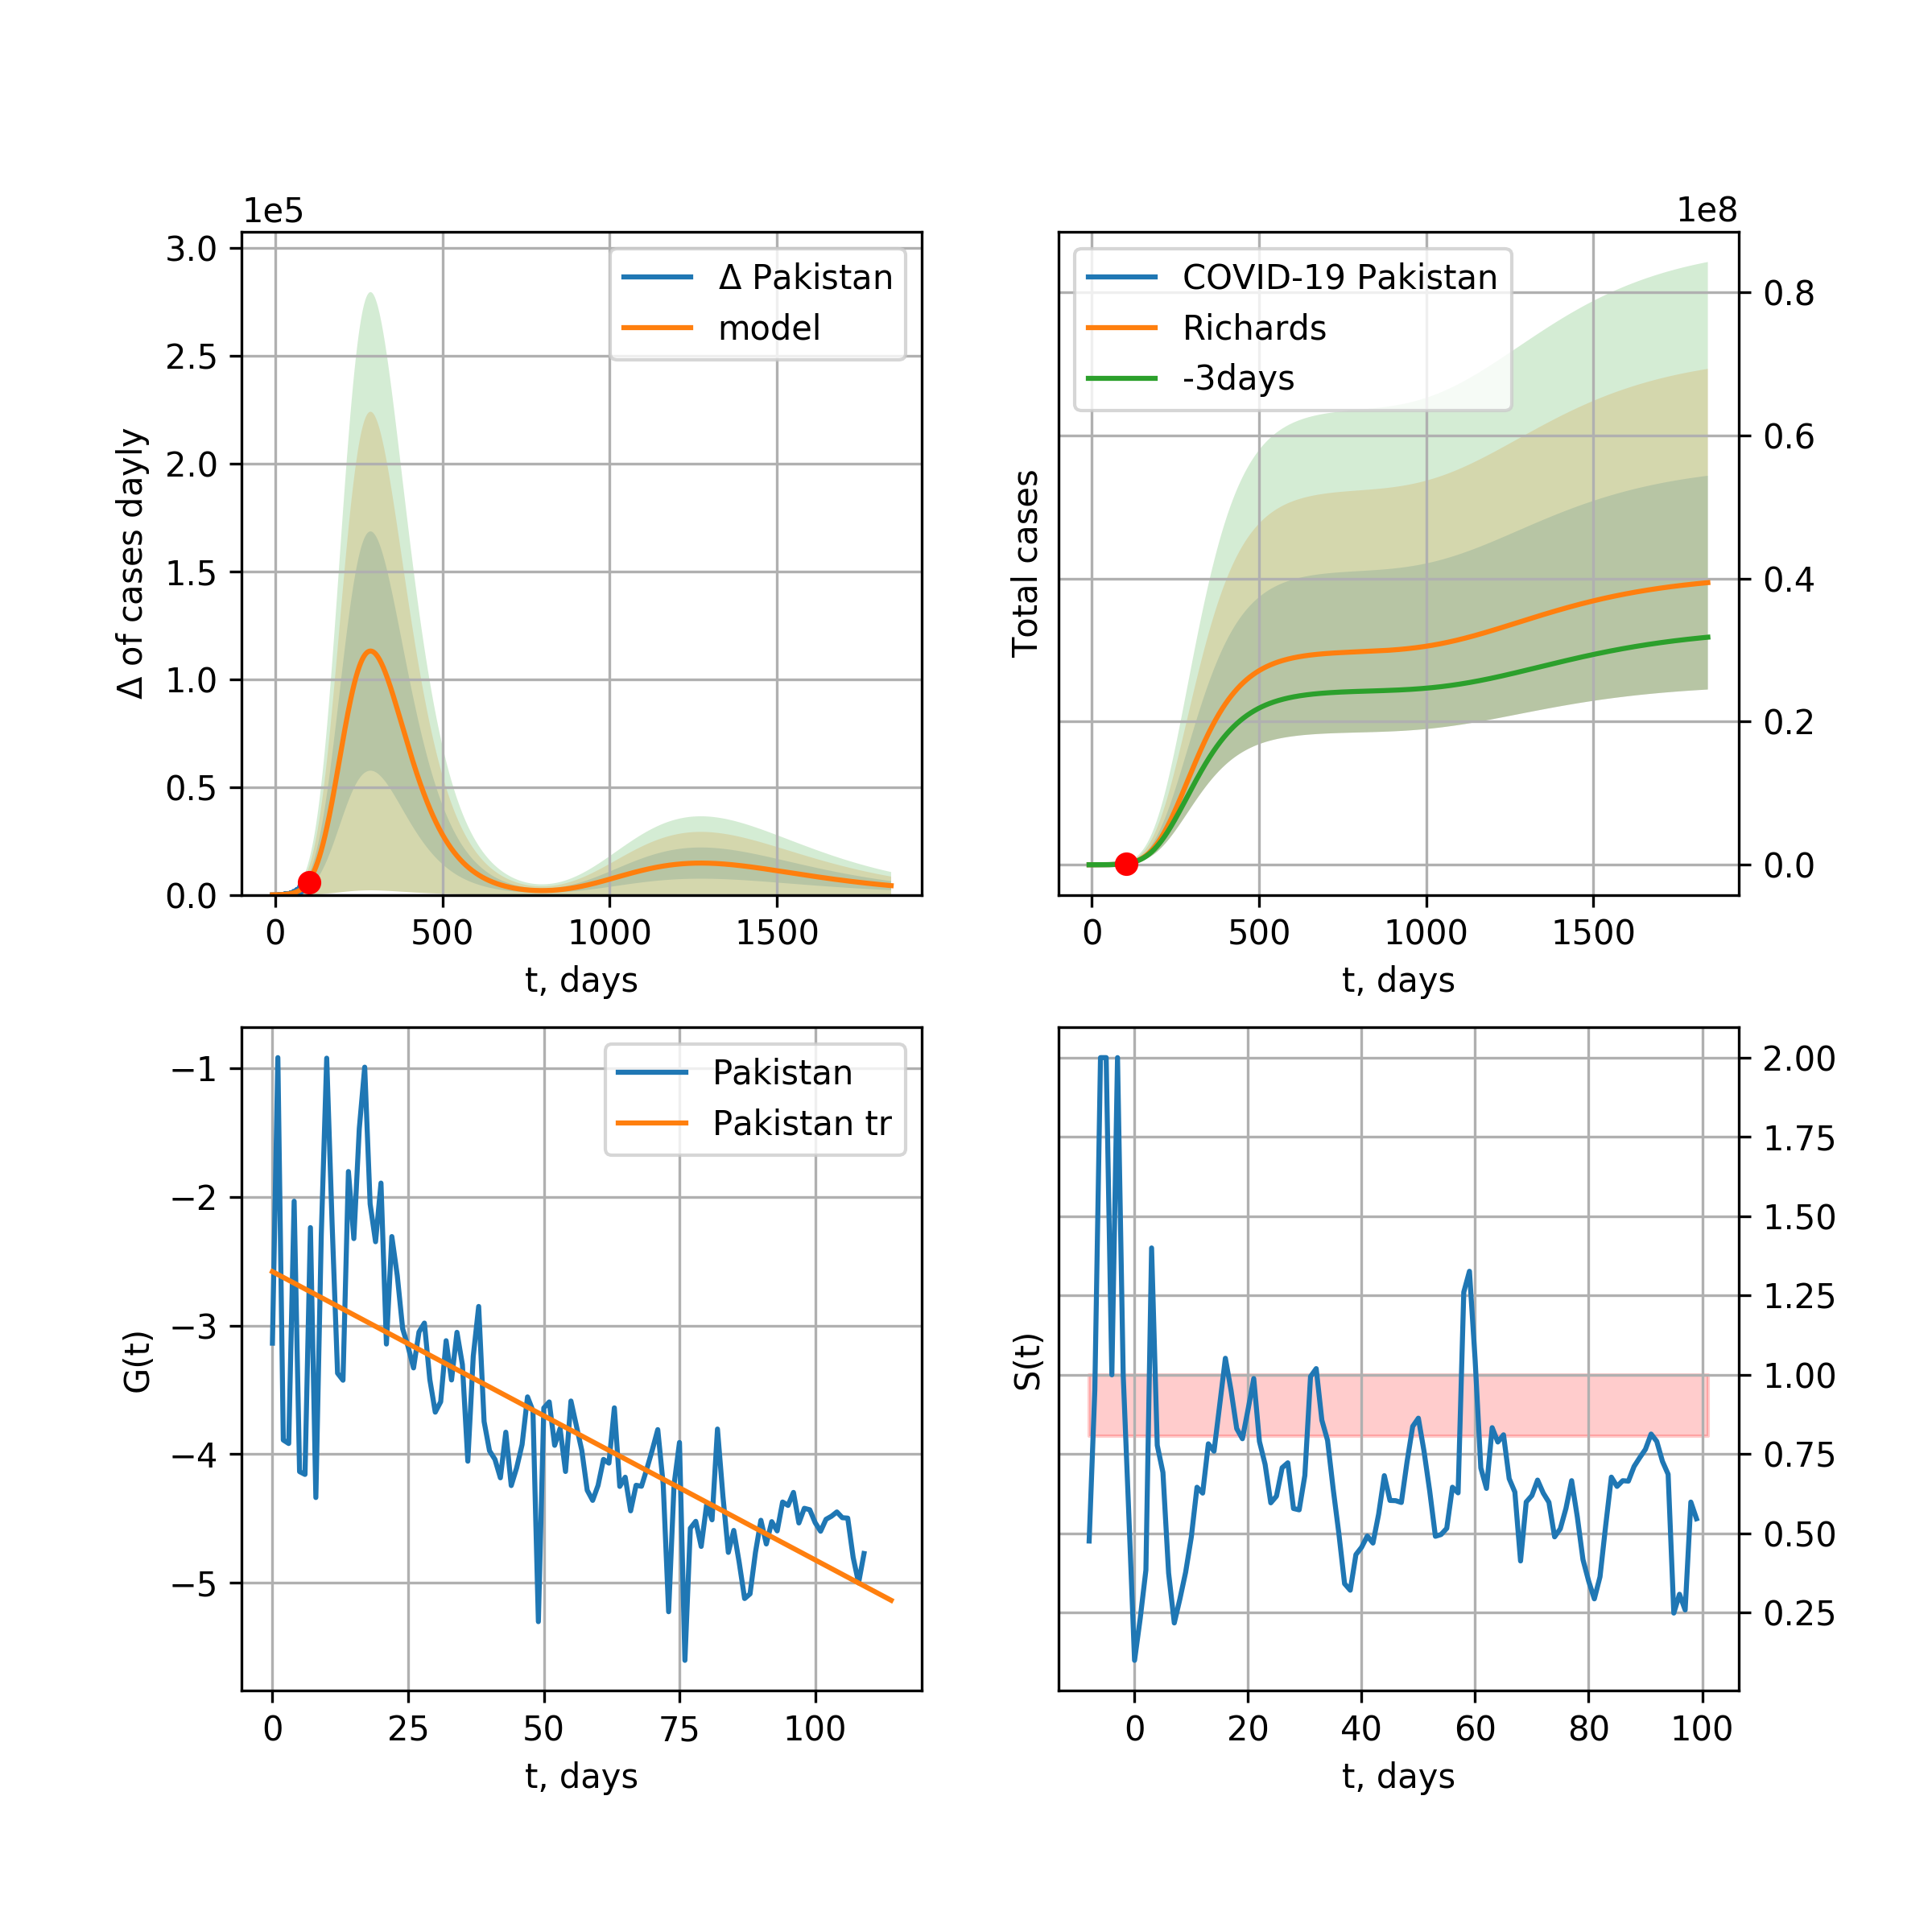 1e5
3.0
2.5
2.0
1.5
1.0
0.5
0.0
Δ of cases dayly
Δ Pakistan
model
0
500
1000
1500
t, days
1e8
Total cases
COVID-19 Pakistan
Richards
-3days
0.8
0.6
0.4
0.2
0.0
0
500
1000
1500
t, days
−1
−2
−3
−4
−5
G(t)
Pakistan
Pakistan tr
0
25
50
75
100
t, days
S(t)
2.00
1.75
1.50
1.25
1.00
0.75
0.50
0.25
0
20
40
60
80
100
t, days